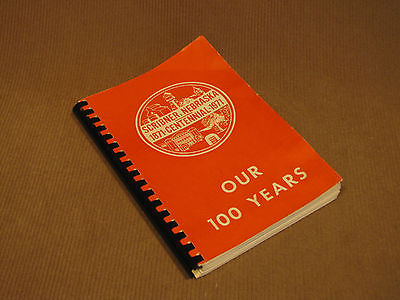 SCRIBNER NEBRASKA
1871·CENTENNIAL·1971
OUR
100 YEARS